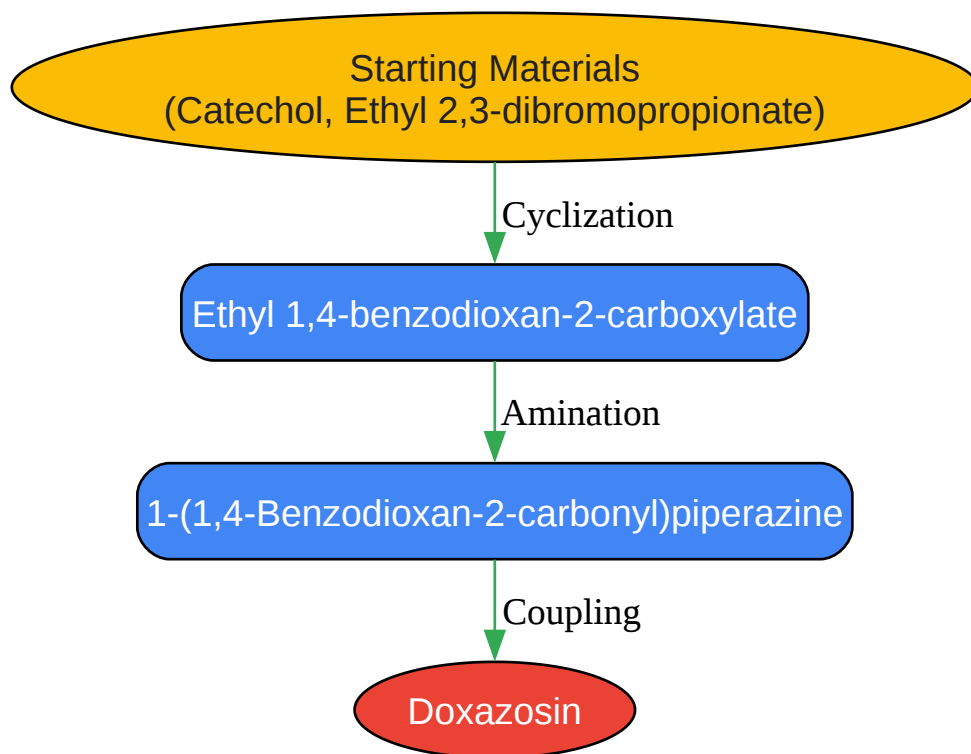 Starting Materials
(Catechol, Ethyl 2,3-dibromopropionate)
Cyclization
Ethyl 1,4-benzodioxan-2-carboxylate
Amination
1-(1,4-Benzodioxan-2-carbonyl)piperazine
Coupling
Doxazosin